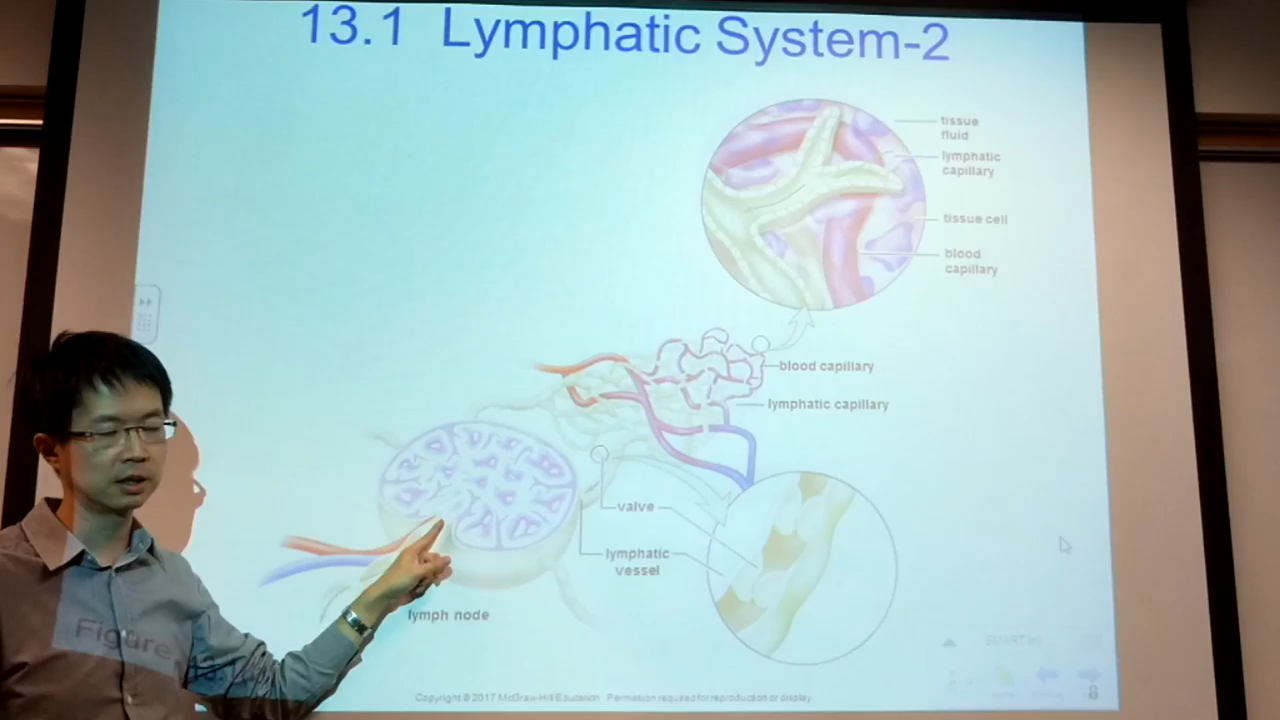 13.1 Lymphatic System-2
tissue
fluid
lymphatic
capillary
tissue cell
blood
capillary
blood capillary
lymphatic capillary
valve
lymphatic
vessel
lymph node
Figure
Copyright © 2017 McGraw-Hill Education. Permission required for reproduction or display.
8